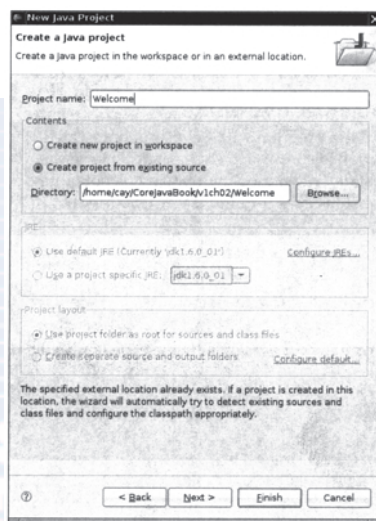 New Java Project
Create a Java project
Create a Java project in the workspace or in an external location.
Project name: Welcome
Contents
Create new project in workspace
Create project from existing source
Directory: /home/cay/CoreJavaBook/v1ch02/Welcome Browse...
JRE
Use default JRE (Currently 'jdk1.6.0_01') Configure JREs...
Use a project specific JRE: jdk1.6.0_01
Project layout
Use project folder as root for sources and class files
Create separate source and output folders Configure default...
The specified external location already exists. If a project is created in this
location, the wizard will automatically try to detect existing sources and
class files and configure the classpath appropriately.
? < Back Next > Finish Cancel